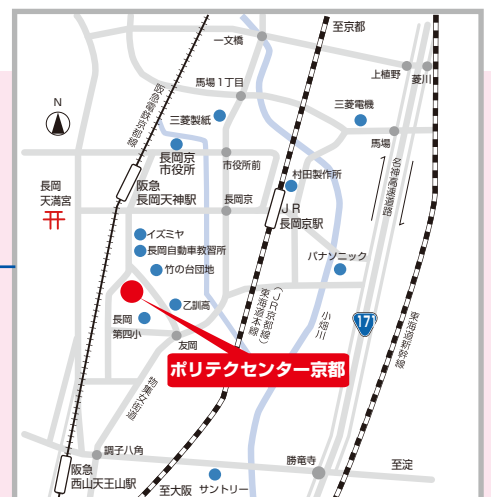 至京都
一文橋
上植野
菱川
馬場1丁目
三菱電機
N
阪急電鉄京都線
三菱製紙
馬場
長岡京
市役所
市役所前
名神高速道路
村田製作所
長岡
天満宮
阪急
長岡天神駅
長岡京
JR
長岡京駅
イズミヤ
長岡自動車教習所
パナソニック
竹の台団地
(JR京都線)
東海道本線
乙訓高
小畑川
171
東海道新幹線
長岡
第四小
友岡
ポリテクセンター京都
物集女街道
調子八角
勝竜寺
至淀
阪急
西山天王山駅
至大阪
サントリー